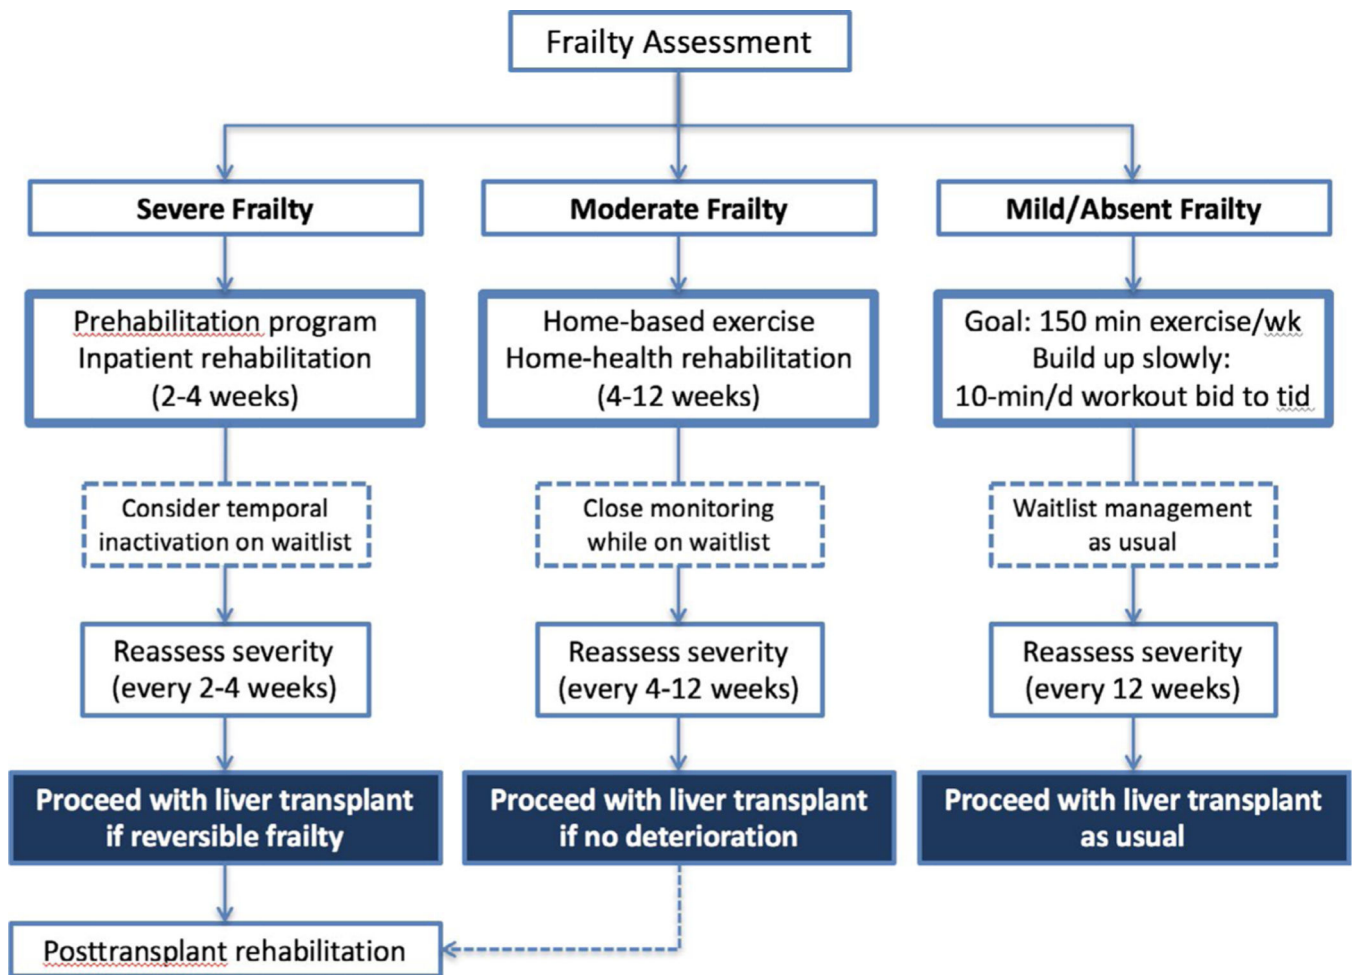 Frailty Assessment
Severe Frailty
Moderate Frailty
Mild/Absent Frailty
Prehabilitation program
Inpatient rehabilitation
(2-4 weeks)
Home-based exercise
Home-health rehabilitation
(4-12 weeks)
Goal: 150 min exercise/wk
Build up slowly:
10-min/d workout bid to tid
Consider temporal
inactivation on waitlist
Close monitoring
while on waitlist
Waitlist management
as usual
Reassess severity
(every 2-4 weeks)
Reassess severity
(every 4-12 weeks)
Reassess severity
(every 12 weeks)
Proceed with liver transplant
if reversible frailty
Proceed with liver transplant
if no deterioration
Proceed with liver transplant
as usual
Posttransplant rehabilitation